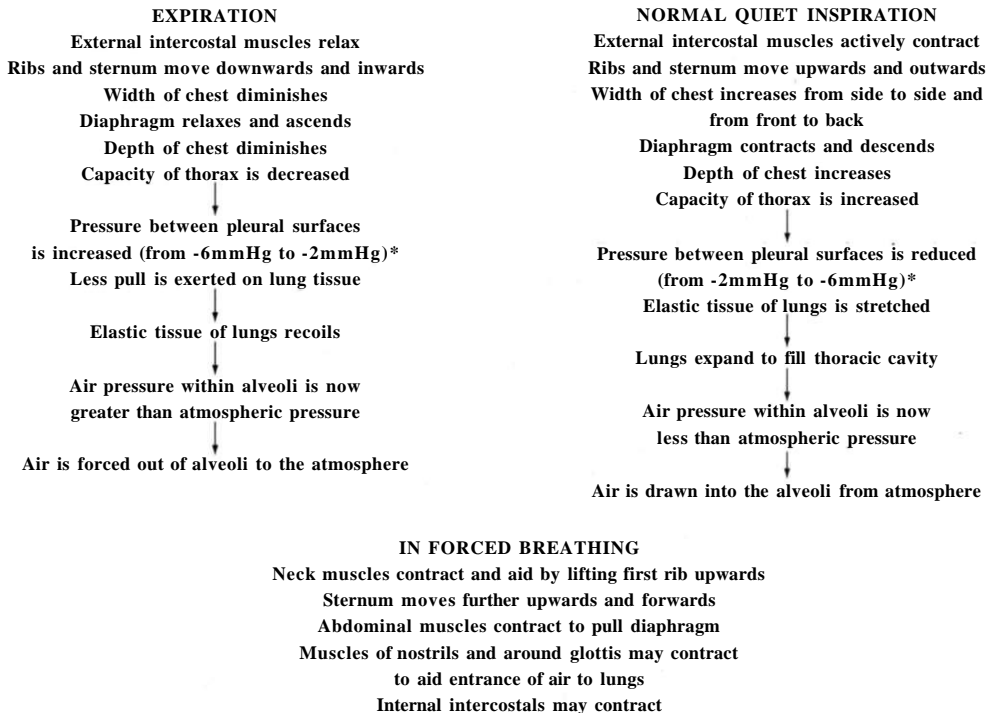 EXPIRATION
External intercostal muscles relax
Ribs and sternum move downwards and inwards
Width of chest diminishes
Diaphragm relaxes and ascends
Depth of chest diminishes
Capacity of thorax is decreased
Pressure between pleural surfaces
is increased (from -6mmHg to -2mmHg)*
Less pull is exerted on lung tissue
Elastic tissue of lungs recoils
Air pressure within alveoli is now
greater than atmospheric pressure
Air is forced out of alveoli to the atmosphere
NORMAL QUIET INSPIRATION
External intercostal muscles actively contract
Ribs and sternum move upwards and outwards
Width of chest increases from side to side and
from front to back
Diaphragm contracts and descends
Depth of chest increases
Capacity of thorax is increased
Pressure between pleural surfaces is reduced
(from -2mmHg to -6mmHg)*
Elastic tissue of lungs is stretched
Lungs expand to fill thoracic cavity
Air pressure within alveoli is now
less than atmospheric pressure
Air is drawn into the alveoli from atmosphere
IN FORCED BREATHING
Neck muscles contract and aid by lifting first rib upwards
Sternum moves further upwards and forwards
Abdominal muscles contract to pull diaphragm
Muscles of nostrils and around glottis may contract
to aid entrance of air to lungs
Internal intercostals may contract